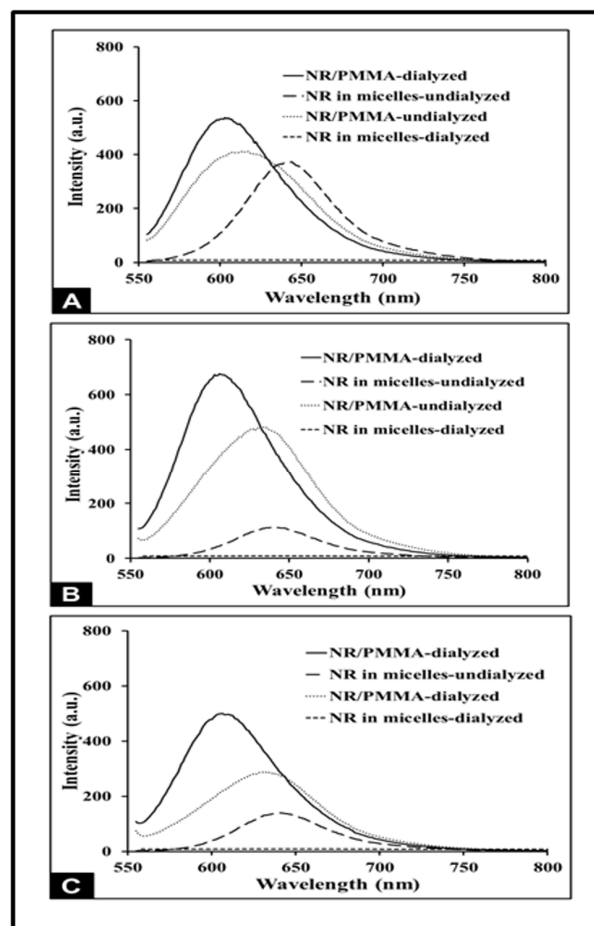 800
NR/PMMA-dialyzed
NR in micelles-undialyzed
NR/PMMA-undialyzed
NR in micelles-dialyzed
600
400
200
0
Intensity (a.u.)
550 600 650 700 750 800
Wavelength (nm)
A
800
NR/PMMA-dialyzed
NR in micelles-undialyzed
NR/PMMA-undialyzed
NR in micelles-dialyzed
600
400
200
0
Intensity (a.u.)
550 600 650 700 750 800
Wavelength (nm)
B
800
NR/PMMA-dialyzed
NR in micelles-undialyzed
NR/PMMA-dialyzed
NR in micelles-dialyzed
600
400
200
0
Intensity (a.u.)
550 600 650 700 750 800
Wavelength (nm)
C